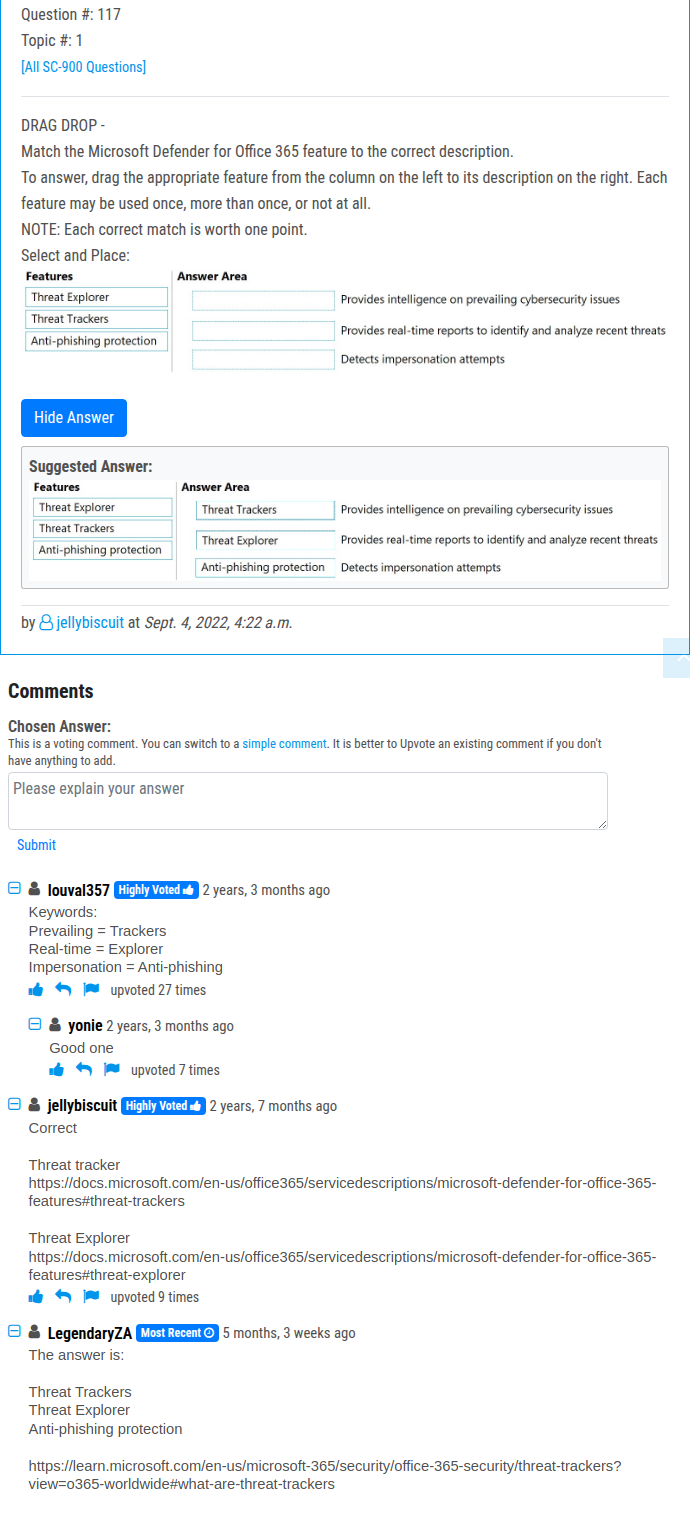 Question #: 117
Topic #: 1
[All SC-900 Questions]
DRAG DROP -
Match the Microsoft Defender for Office 365 feature to the correct description.
To answer, drag the appropriate feature from the column on the left to its description on the right. Each
feature may be used once, more than once, or not at all.
NOTE: Each correct match is worth one point.
Select and Place:
Features Answer Area
Threat Explorer Provides intelligence on prevailing cybersecurity issues
Threat Trackers Provides real-time reports to identify and analyze recent threats
Anti-phishing protection Detects impersonation attempts
Hide Answer
Suggested Answer:
Features Answer Area
Threat Explorer Threat Trackers Provides intelligence on prevailing cybersecurity issues
Threat Trackers Threat Explorer Provides real-time reports to identify and analyze recent threats
Anti-phishing protection Anti-phishing protection Detects impersonation attempts
by jellybiscuit at Sept. 4, 2022, 4:22 a.m.
Comments
Chosen Answer:
This is a voting comment. You can switch to a simple comment. It is better to Upvote an existing comment if you don't
have anything to add.
Please explain your answer
Submit
louval357 Highly Voted 2 years, 3 months ago
Keywords:
Prevailing = Trackers
Real-time = Explorer
Impersonation = Anti-phishing
upvoted 27 times
yonie 2 years, 3 months ago
Good one
upvoted 7 times
jellybiscuit Highly Voted 2 years, 7 months ago
Correct
Threat tracker
https://docs.microsoft.com/en-us/office365/servicedescriptions/microsoft-defender-for-office-365-
features#threat-trackers
Threat Explorer
https://docs.microsoft.com/en-us/office365/servicedescriptions/microsoft-defender-for-office-365-
features#threat-explorer
upvoted 9 times
LegendaryZA Most Recent 5 months, 3 weeks ago
The answer is:
Threat Trackers
Threat Explorer
Anti-phishing protection
https://learn.microsoft.com/en-us/microsoft-365/security/office-365-security/threat-trackers?
view=o365-worldwide#what-are-threat-trackers